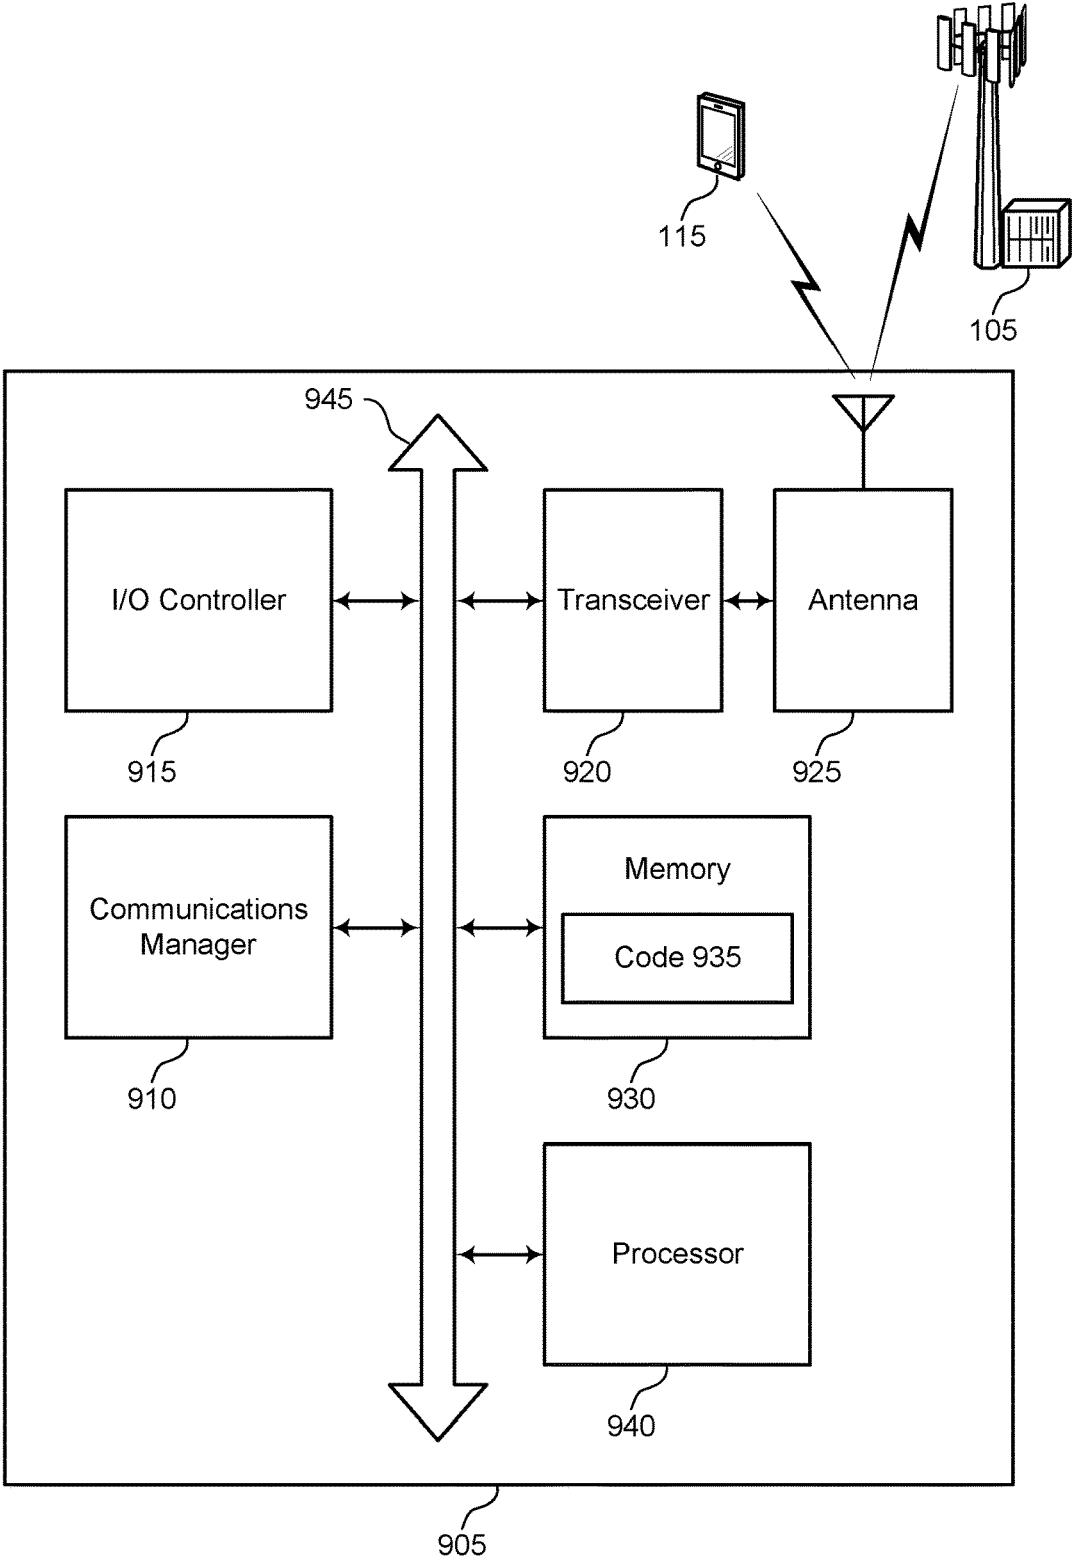 115
105
945
I/O Controller
Transceiver
Antenna
915
920
925
Communications
Manager
Memory
Code 935
910
930
Processor
940
905